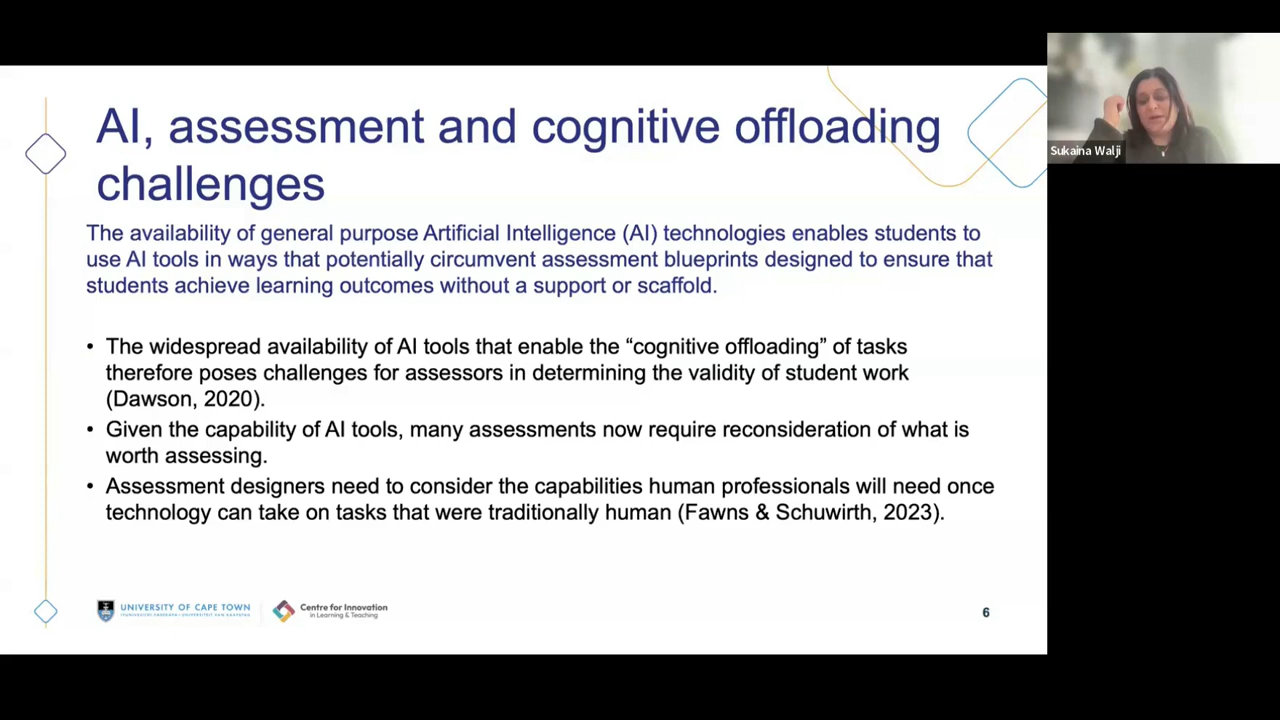 AI, assessment and cognitive offloading
challenges
The availability of general purpose Artificial Intelligence (AI) technologies enables students to
use AI tools in ways that potentially circumvent assessment blueprints designed to ensure that
students achieve learning outcomes without a support or scaffold.
• The widespread availability of AI tools that enable the “cognitive offloading” of tasks
therefore poses challenges for assessors in determining the validity of student work
(Dawson, 2020).
• Given the capability of AI tools, many assessments now require reconsideration of what is
worth assessing.
• Assessment designers need to consider the capabilities human professionals will need once
technology can take on tasks that were traditionally human (Fawns & Schuwirth, 2023).
UNIVERSITY OF CAPE TOWN
Centre for Innovation
in Learning & Teaching
6
Sukaina Walji